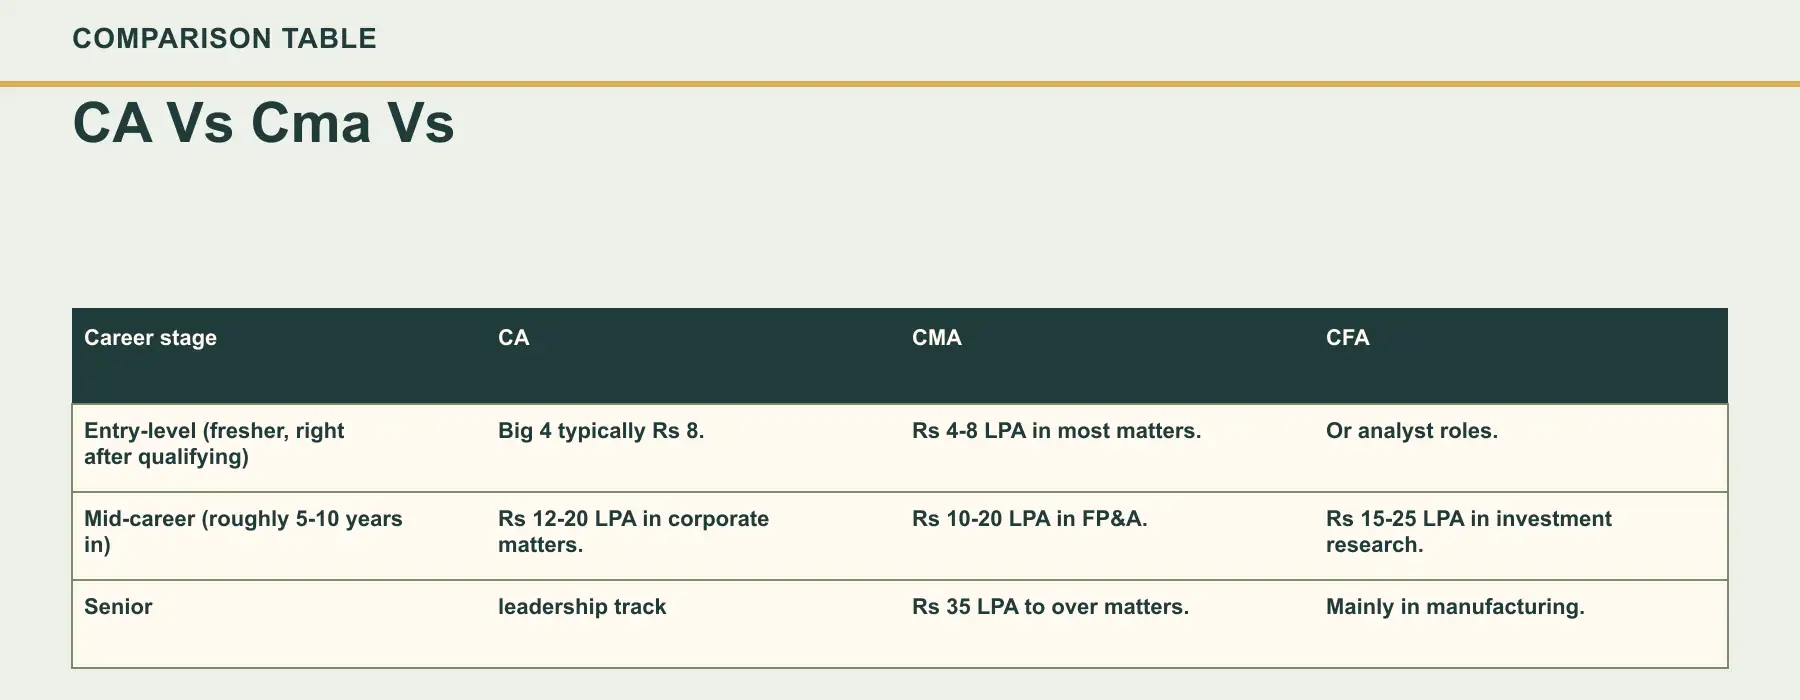 COMPARISON TABLE
CA Vs Cma Vs
Career stage CA CMA CFA
Entry-level (fresher, right Big 4 typically Rs 8. Rs 4-8 LPA in most matters. Or analyst roles.
after qualifying)
Mid-career (roughly 5-10 years Rs 12-20 LPA in corporate Rs 10-20 LPA in FP&A. Rs 15-25 LPA in investment
in) matters. research.
Senior leadership track Rs 35 LPA to over matters. Mainly in manufacturing.